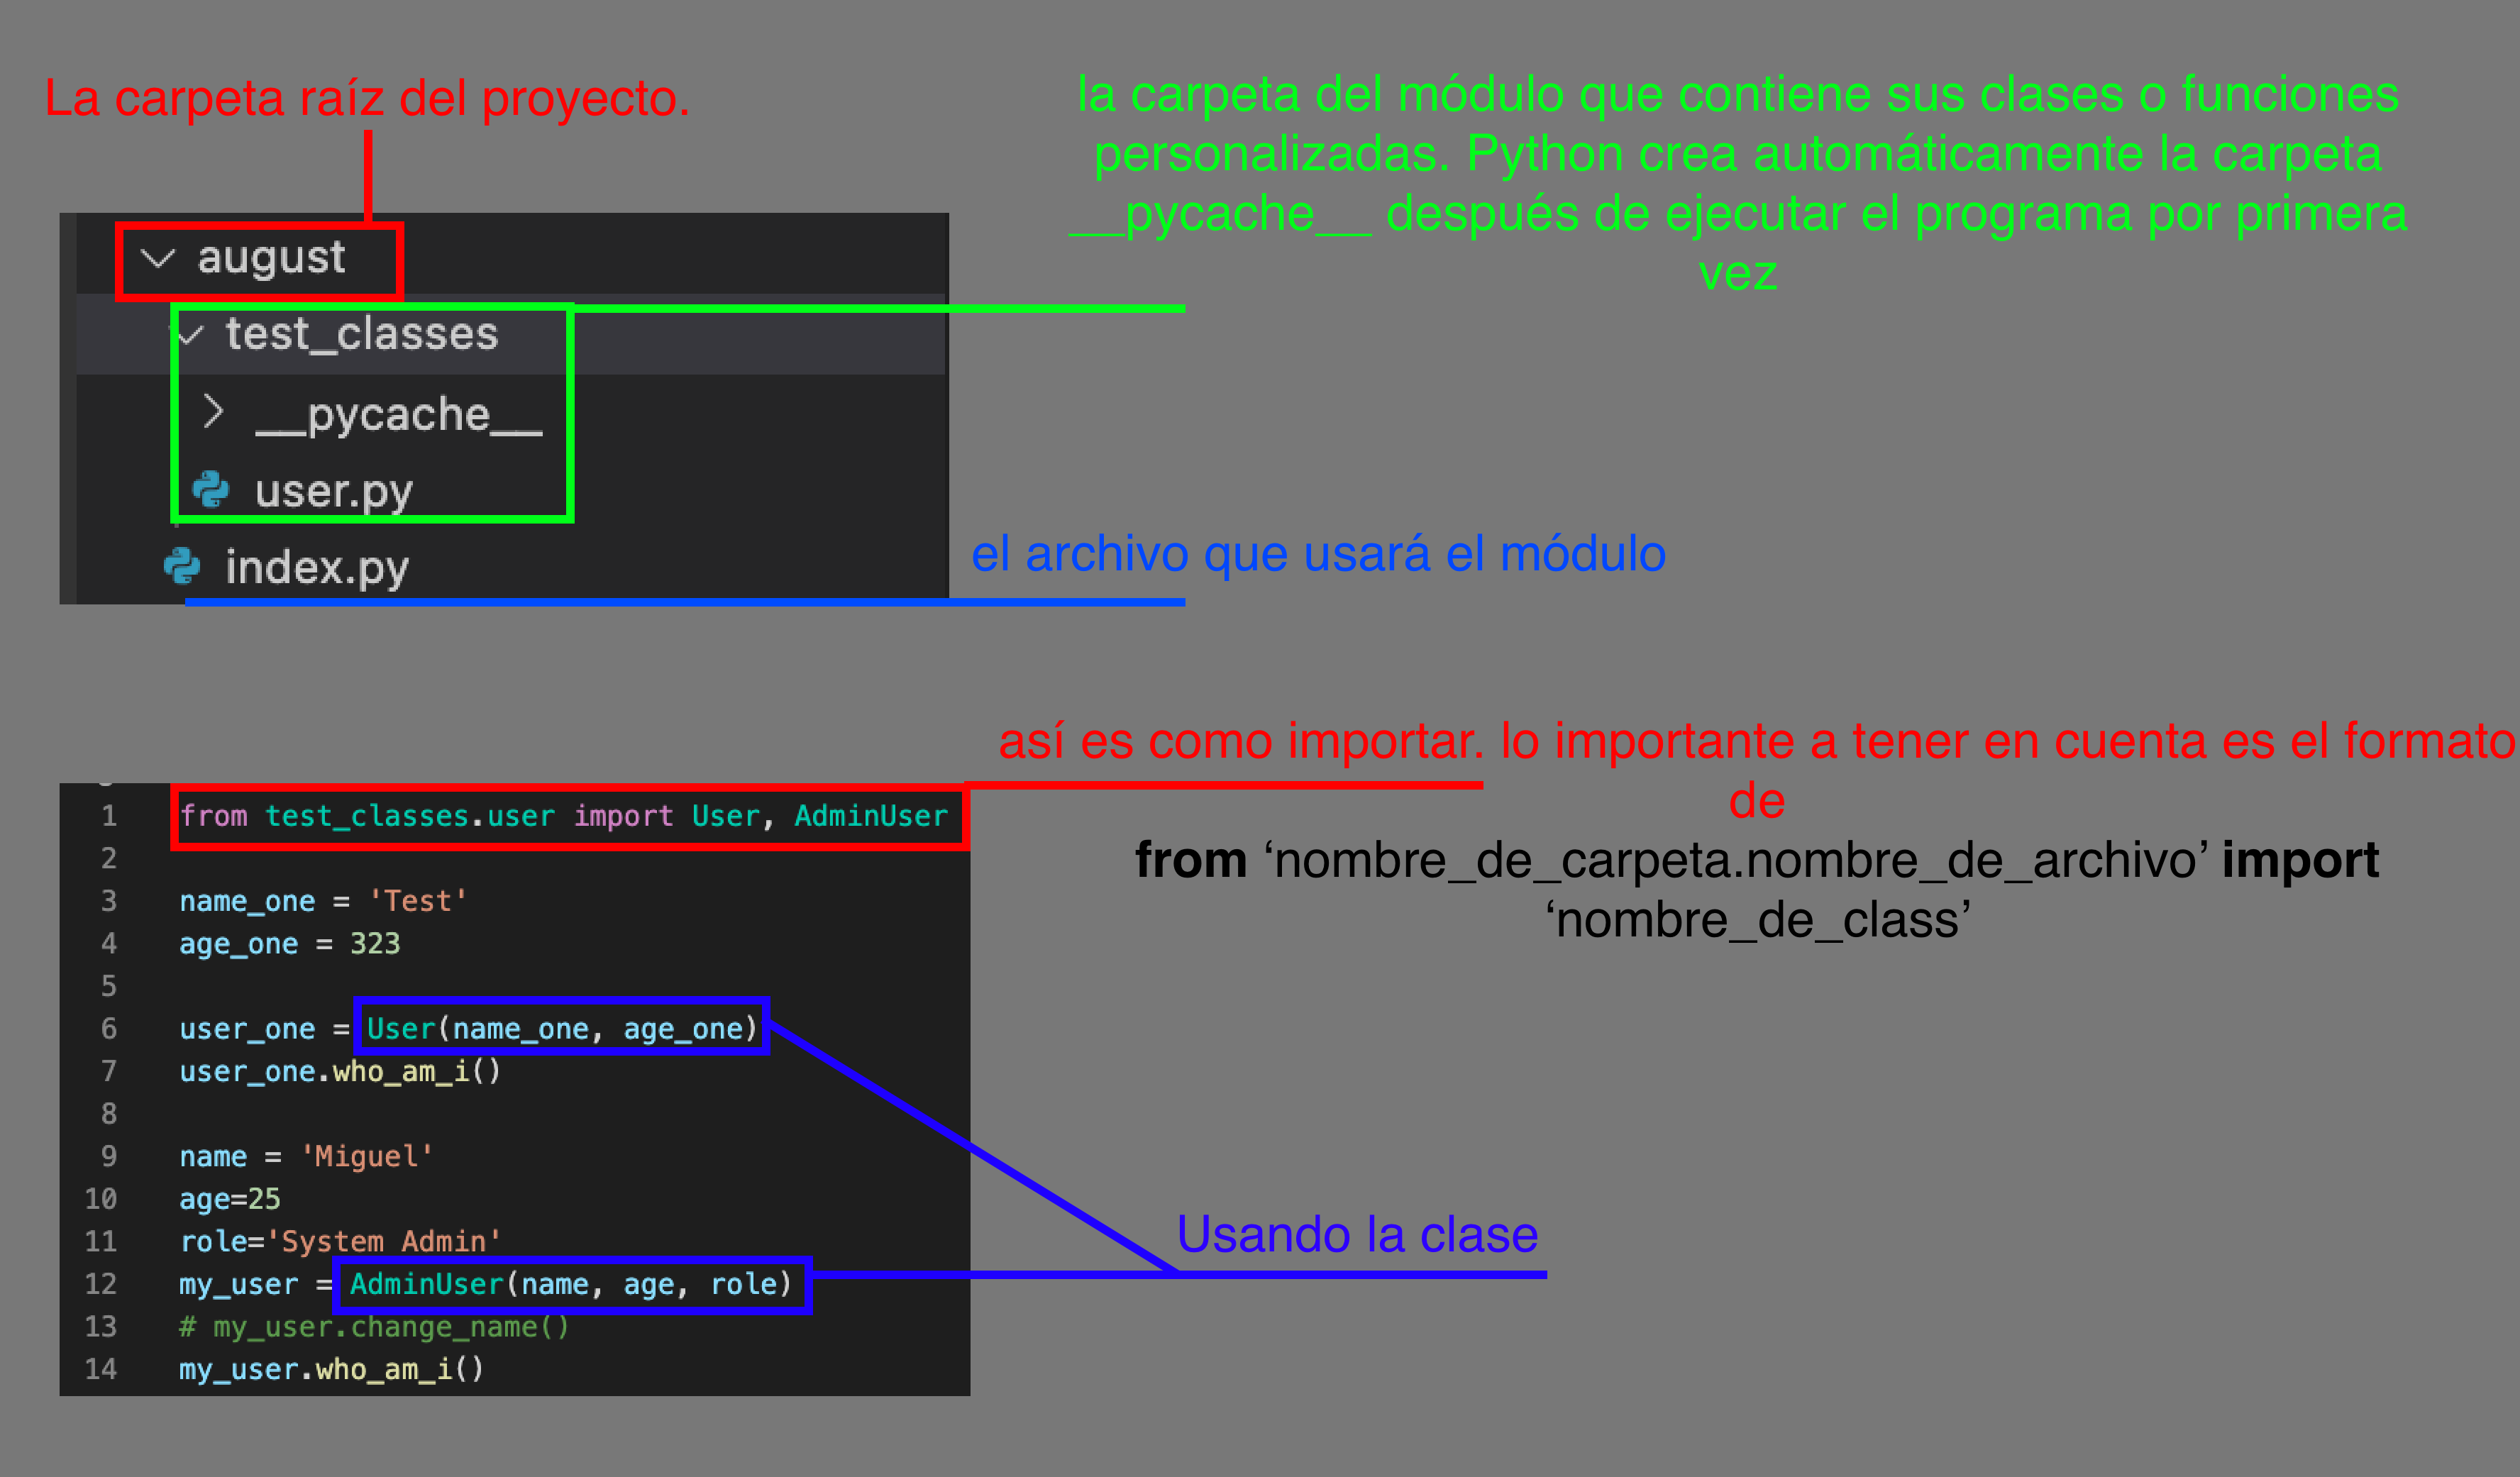 La carpeta raíz del proyecto.
la carpeta del módulo que contiene sus clases o funciones
personalizadas. Python crea automáticamente la carpeta
__pycache__ después de ejecutar el programa por primera
vez
august
test_classes
__pycache__
user.py
index.py
el archivo que usará el módulo
así es como importar. lo importante a tener en cuenta es el formato
de
from ‘nombre_de_carpeta.nombre_de_archivo’ import
‘nombre_de_class’
1 from test_classes.user import User, AdminUser
2
3 name_one = 'Test'
4 age_one = 323
5
6 user_one = User(name_one, age_one)
7 user_one.who_am_i()
8
9 name = 'Miguel'
10 age=25
11 role='System Admin'
12 my_user = AdminUser(name, age, role)
13 # my_user.change_name()
14 my_user.who_am_i()
Usando la clase